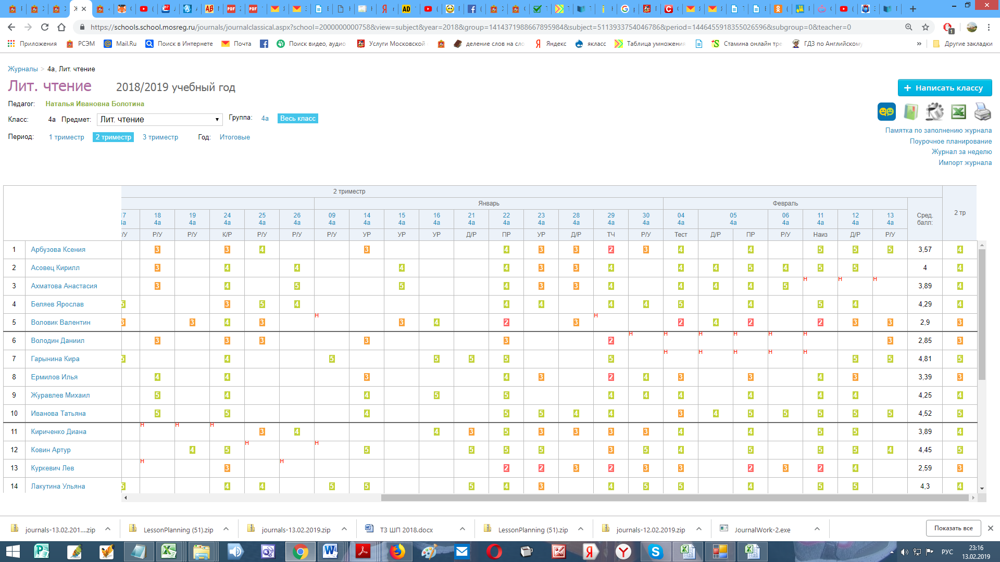 https://schools.school.mosreg.ru/journals/journalclassical.aspx?school=20000000000758&view=subject&year=2018&group=1414371988667895984&subject=5113933754046786&period=1446455918355026596&subgroup=0&teacher=0
Приложения РСЭМ Mail.Ru Поиск в Интернете Почта Поиск видео, аудио Услуги Московской деление слов на сло Яндекс якласс Таблица умножения Стамина онлайн тре ГДЗ по Английскому » Другие закладки
Журналы > 4а, Лит. чтение
Лит. чтение 2018/2019 учебный год
+ Написать классу
Педагог: Наталья Ивановна Болотина
Класс: 4а Предмет: Лит. чтение Группа: 4а Весь класс
Период: 1 триместр 2 триместр 3 триместр Год: Итоговые
Памятка по заполнению журнала
Поурочное планирование
Журнал за неделю
Импорт журнала
2 триместр
Январь Февраль
17 18 19 24 25 26 09 14 15 16 21 22 23 28 29 30 04 05 06 11 12 13 Сред. балл: 2 тр
4а 4а 4а 4а 4а 4а 4а 4а 4а 4а 4а 4а 4а 4а 4а 4а 4а 4а 4а 4а 4а 4а
/У Р/У Р/У К/Р Р/У Р/У Р/У УР УР УР Д/Р ПР УР Д/Р ТЧ Р/У Тест Д/Р ПР Р/У Наиз Д/Р Р/У
1 Арбузова Ксения 3 3 4 3 4 3 3 2 3 4 4 5 5 5 3,57 4
2 Асовец Кирилл 3 4 4 4 4 3 3 4 4 4 5 4 5 5 4 4
3 Ахматова Анастасия 3 4 5 5 4 3 3 4 4 4 4 5 Н Н Н 3,89 4
4 Беляев Ярослав 5 3 5 4 4 4 4 4 5 4 5 4 4,29 4
5 Воловик Валентин 3 3 4 3 Н 3 4 2 3 Н 2 4 2 2 3 3 2,9 3
6 Володин Даниил 3 3 3 3 3 2 Н Н Н Н Н Н 3 2,85 3
7 Гарынина Кира 5 4 5 5 5 5 5 Н Н Н Н Н 5 5 4,81 5
8 Ермилов Илья 4 4 3 4 3 2 4 3 3 4 3 3,39 3
9 Журавлев Михаил 5 4 4 5 5 4 4 4 4 4 4 4,25 4
10 Иванова Татьяна 5 5 4 5 5 4 4 3 4 5 5 5 5 5 4,52 5
11 Кириченко Диана Н Н Н 3 4 4 3 5 3 3 3 3 4 4 5 5 3,89 4
12 Ковин Артур 4 5 Н Н 5 5 5 5 3 5 4 5 5 5 4 4,45 5
13 Куркевич Лев Н 3 Н 2 2 3 2 3 3 2 3 2 4 2,59 3
14 Лакутина Ульяна 5 4 4 5 5 5 4 3 4 5 5 4 5 5 4,3 4
journals-13.02.201....zip LessonPlanning (51).zip journals-13.02.2019.zip ТЗ ШП 2018.docx LessonPlanning (51).zip journals-12.02.2019.zip JournalWork-2.exe Показать все
РУС 23:16
13.02.2019